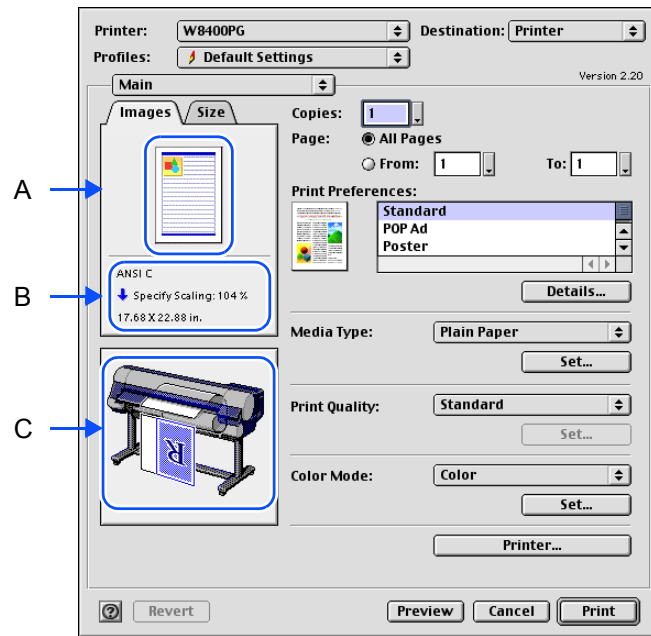 Printer: W8400PG Destination: Printer
Profiles: Default Settings
Version 2.20
Main
Images Size
Copies: 1
Page: All Pages
From: 1 To: 1
Print Preferences:
Standard
POP Ad
Poster
Details...
A
B
ANSI C
Specify Scaling: 104 %
17.68 X 22.88 in.
Media Type: Plain Paper
Set...
C
R
Print Quality: Standard
Set...
Color Mode: Color
Set...
Printer...
? Revert Preview Cancel Print